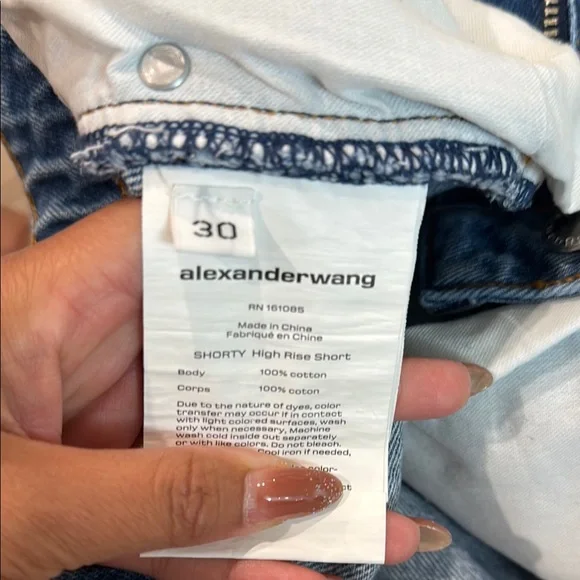 30
alexanderwang
RN 161085
Made in China
Fabriqué en Chine
SHORTY High Rise Short
Body 100% cotton
Corps 100% coton
Due to the nature of dyes, color
transfer may occur if in contact
with light colored surfaces, wash
only when necessary, Machine
wash cold inside out separately
or with like colors. Do not bleach.
Cool iron if needed,
color-